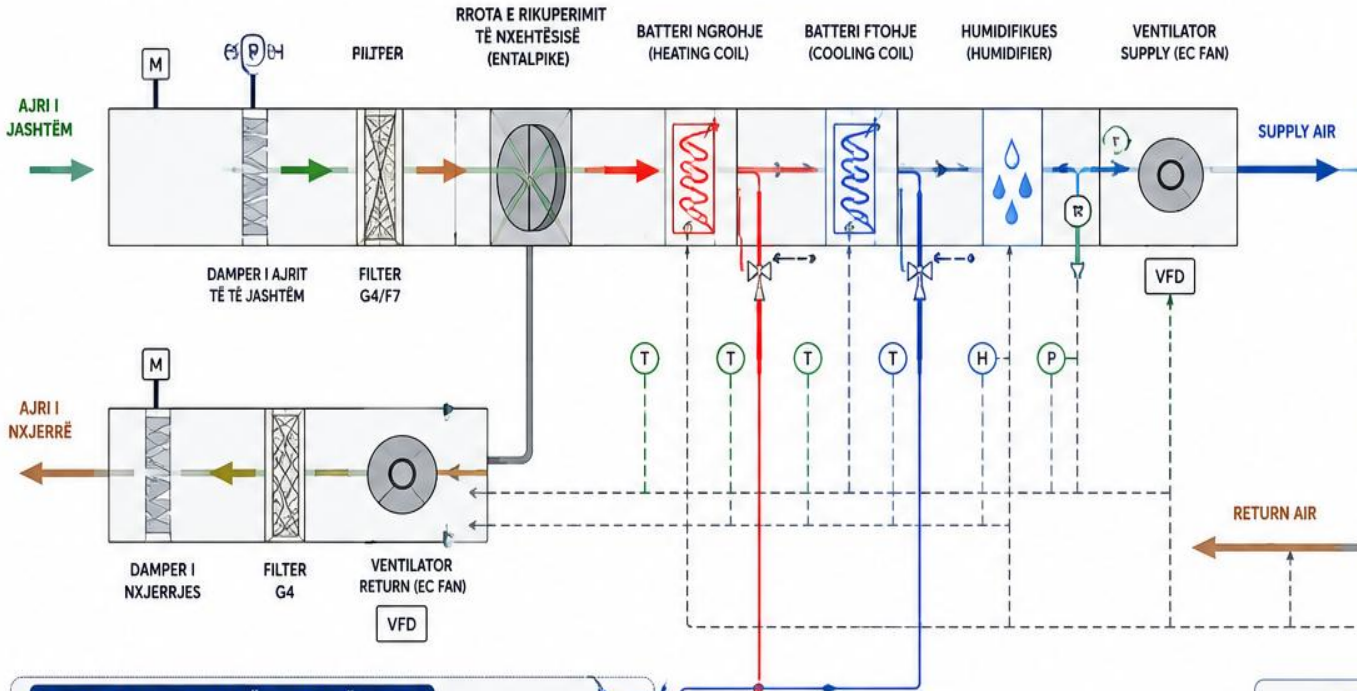 RROTA E RIKUPERIMIT
TË NXEHTËSISË
(ENTALPIKE)
BATTERI NGROHJE
(HEATING COIL)
BATTERI FTOHJE
(COOLING COIL)
HUMIDIFIKUES
(HUMIDIFIER)
VENTILATOR
SUPPLY (EC FAN)
M
AJRI I
JASHTËM
SUPPLY AIR
DAMPER I AJRIT
TË TË JASHTËM
FILTER
G4/F7
VFD
M
T
T
T
T
H
P
AJRI I
NXJERRË
RETURN AIR
DAMPER I
NXJERRJES
FILTER
G4
VENTILATOR
RETURN (EC FAN)
VFD